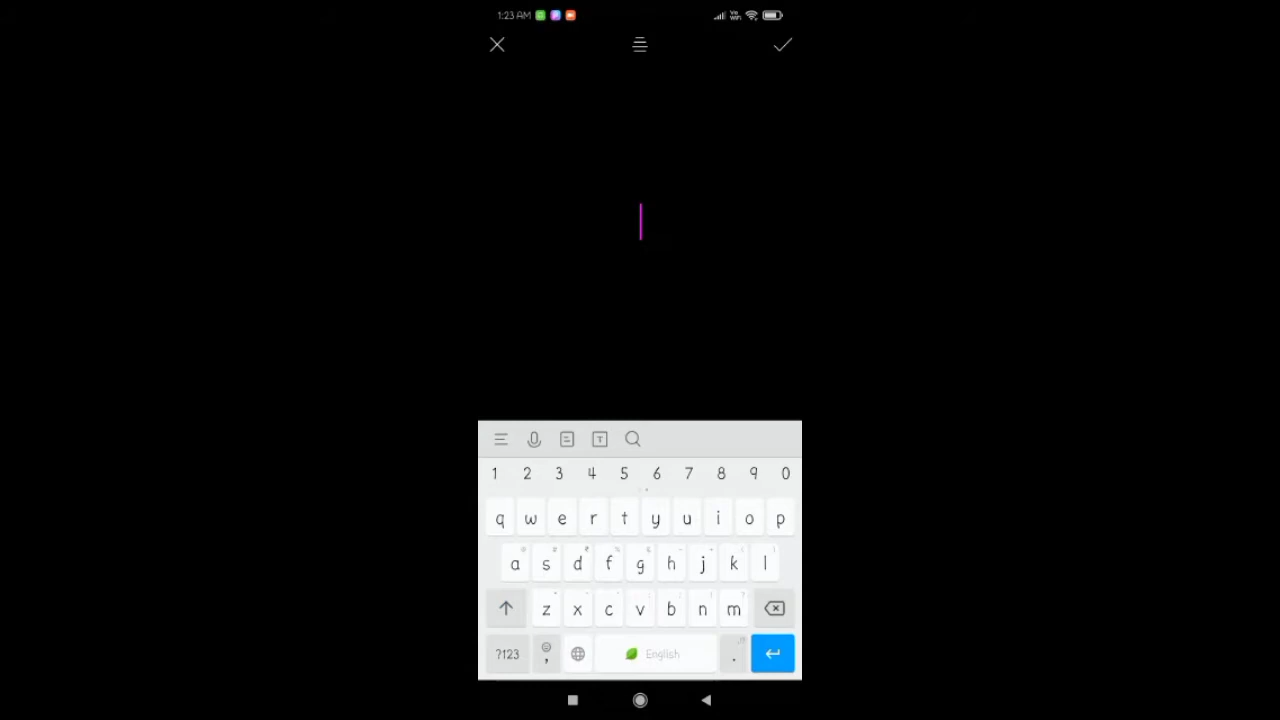 1:23 AM
1 2 3 4 5 6 7 8 9 0
q w e r t y u i o p
a s d f g h j k l
z x c v b n m
?123 , English .